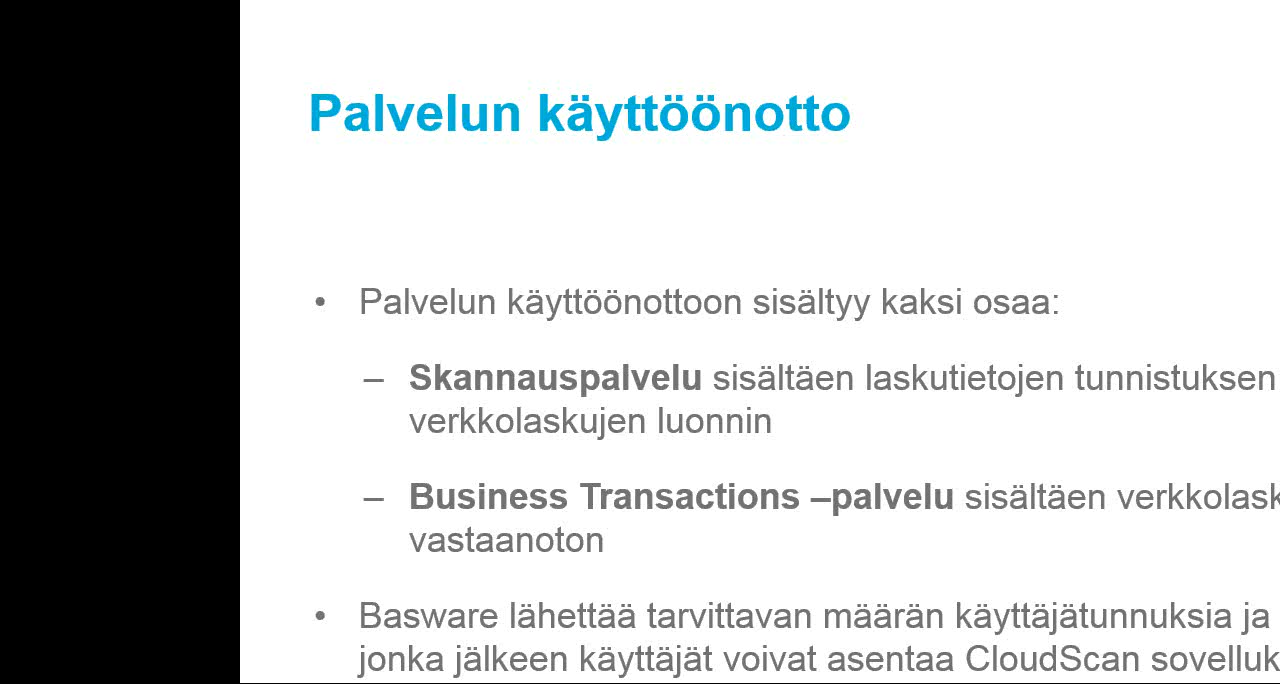 Palvelun käyttöönotto
• Palvelun käyttöönottoon sisältyy kaksi osaa:
– Skannauspalvelu sisältäen laskutietojen tunnistuksen
verkkolaskujen luonnin
– Business Transactions –palvelu sisältäen verkkolask
vastaanoton
• Basware lähettää tarvittavan määrän käyttäjätunnuksia ja
jonka jälkeen käyttäjät voivat asentaa CloudScan sovelluk